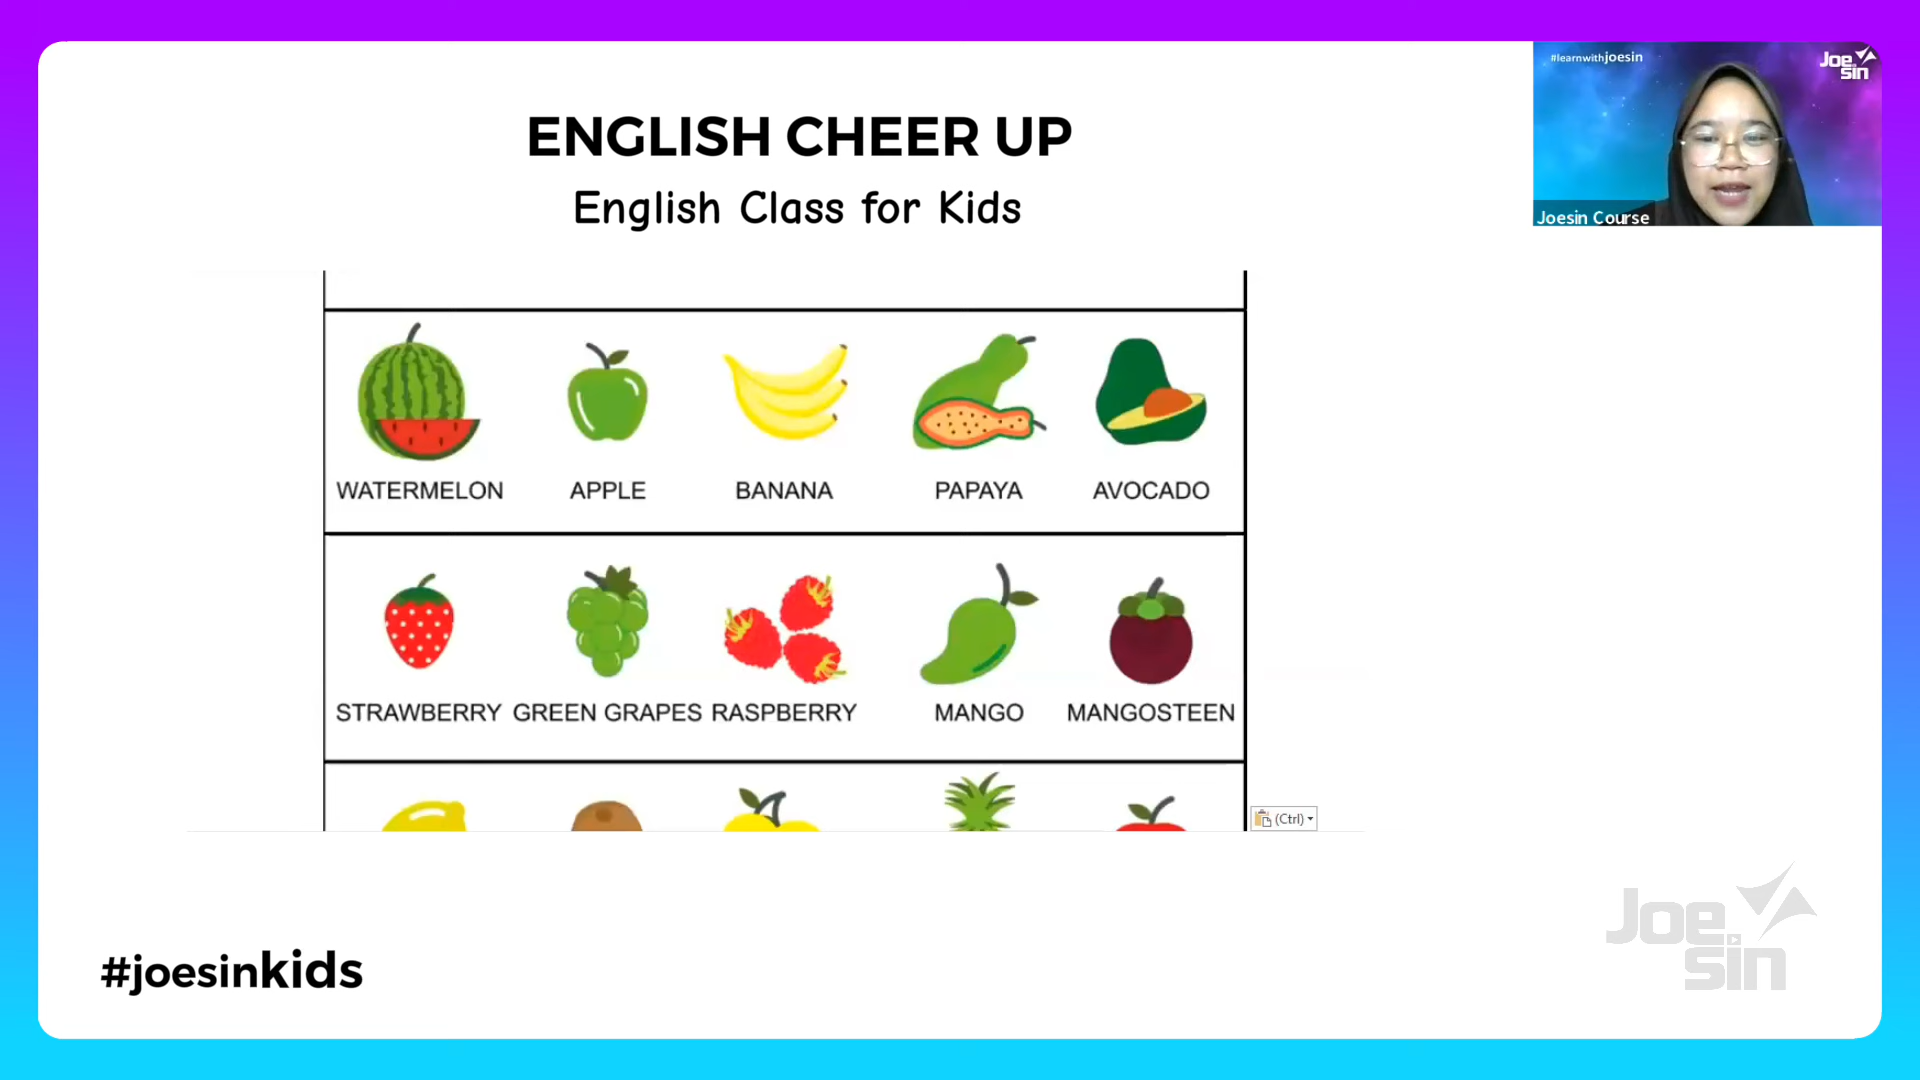 #learnwithjoesin
Joe
sin
ENGLISH CHEER UP
English Class for Kids
Joesin Course
WATERMELON APPLE BANANA PAPAYA AVOCADO
STRAWBERRY GREEN GRAPES RASPBERRY MANGO MANGOSTEEN
(Ctrl)
Joe
sin
#joesinkids